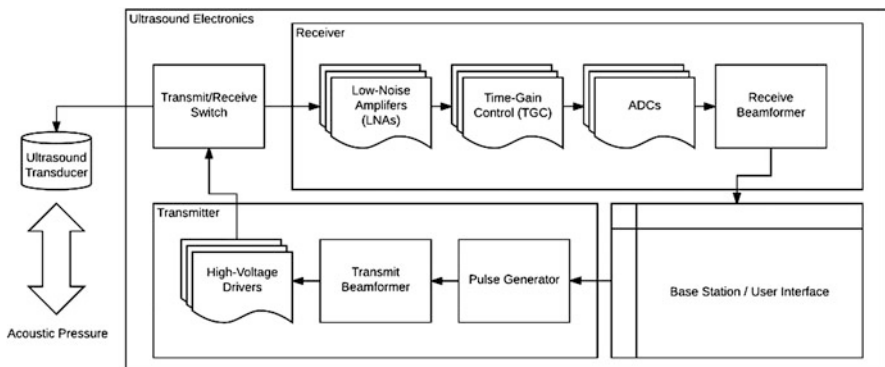 Ultrasound Electronics
Receiver
Transmit/Receive
Switch
Low-Noise
Amplifers
(LNAs)
Time-Gain
Control (TGC)
ADCs
Receive
Beamformer
Ultrasound
Transducer
Transmitter
High-Voltage
Drivers
Transmit
Beamformer
Pulse Generator
Base Station / User Interface
Acoustic Pressure